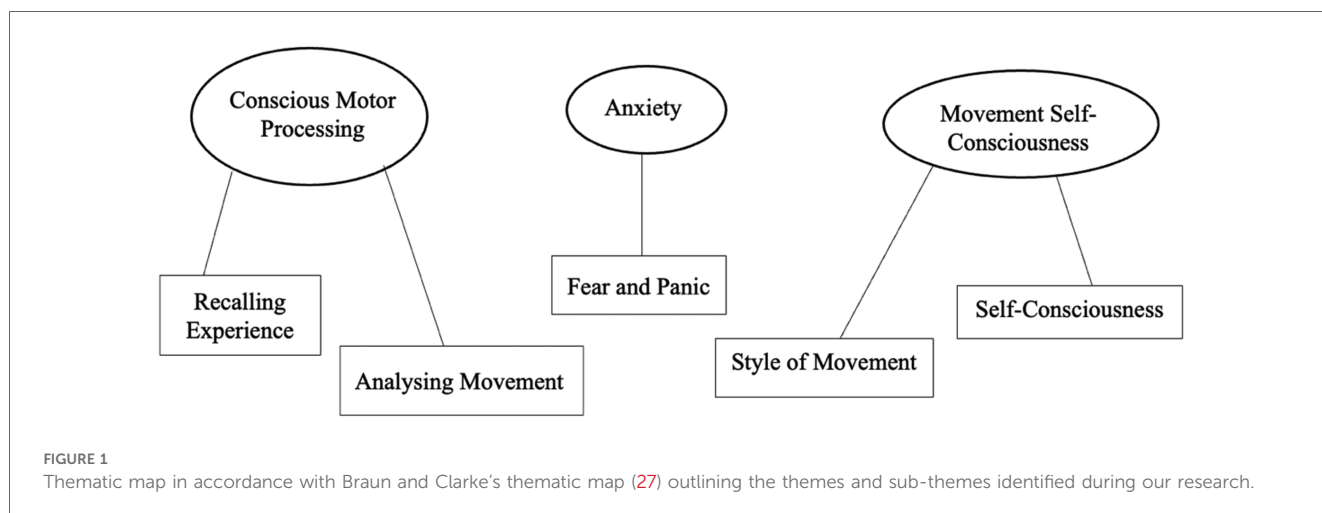 Conscious Motor
Processing
Anxiety
Movement Self-
Consciousness
Recalling
Experience
Analysing Movement
Fear and Panic
Style of Movement
Self-Consciousness
FIGURE 1
Thematic map in accordance with Braun and Clarke’s thematic map (27) outlining the themes and sub-themes identified during our research.